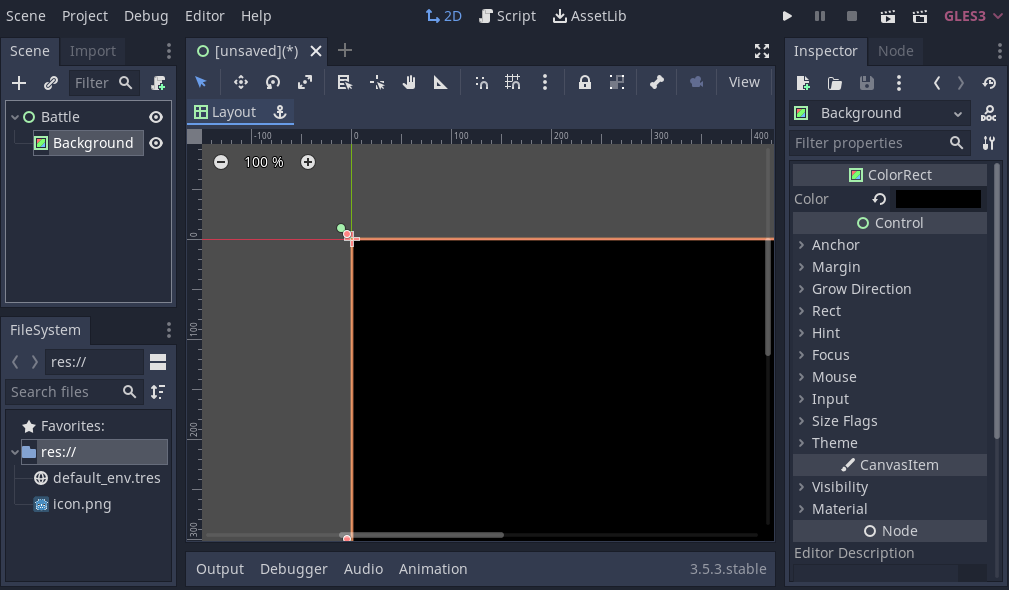 Scene Project Debug Editor Help 2D Script AssetLib GLES3
Scene Import
Filter
Battle
Background
FileSystem
res://
Search files
Favorites:
res://
default_env.tres
icon.png
[unsaved](*)
View
Layout
-100 0 100 200 300 400
100 %
0
100
200
300
Output Debugger Audio Animation 3.5.3.stable
Inspector Node
Background
DOC
Filter properties
ColorRect
Color
Control
Anchor
Margin
Grow Direction
Rect
Hint
Focus
Mouse
Input
Size Flags
Theme
CanvasItem
Visibility
Material
Node
Editor Description